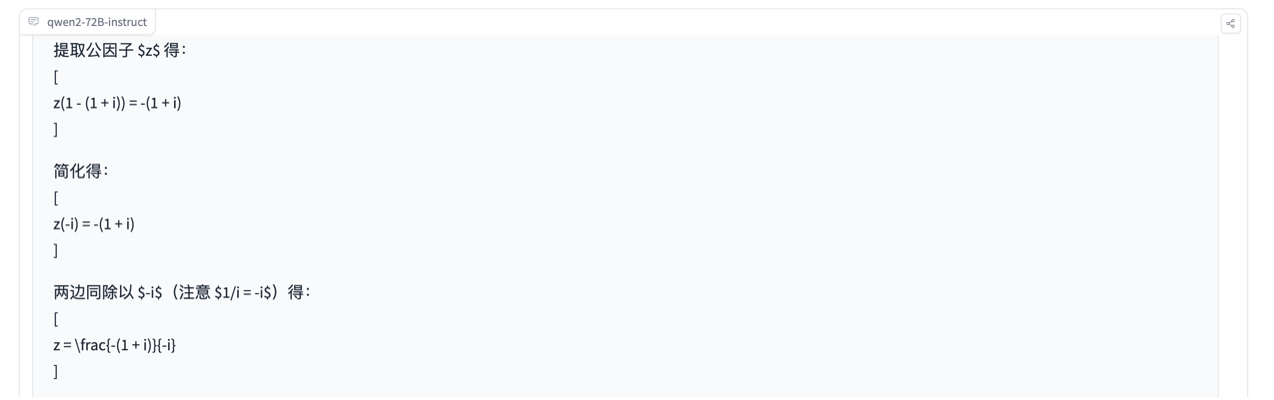 qwen2-72B-instruct
提取公因子 $z$ 得：
[
z(1 - (1 + i)) = -(1 + i)
]
简化得：
[
z(-i) = -(1 + i)
]
两边同除以 $-i$（注意 $1/i = -i$）得：
[
z = \frac{-(1 + i)}{-i}
]